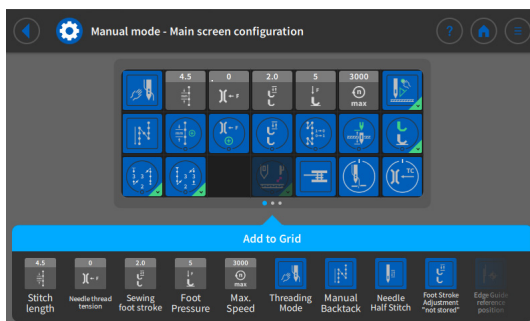 Manual mode - Main screen configuration
?
4.5 0 2.0 5 3000
F F n
max
F
TC
Add to Grid
4.5 0 2.0 5 3000
F F n
max
Stitch length
Needle thread tension
Sewing foot stroke
Foot Pressure
Max. Speed
Threading Mode
Manual Backtack
Needle Half Stitch
Foot Stroke Adjustment "not stored"
Edge Guide reference position